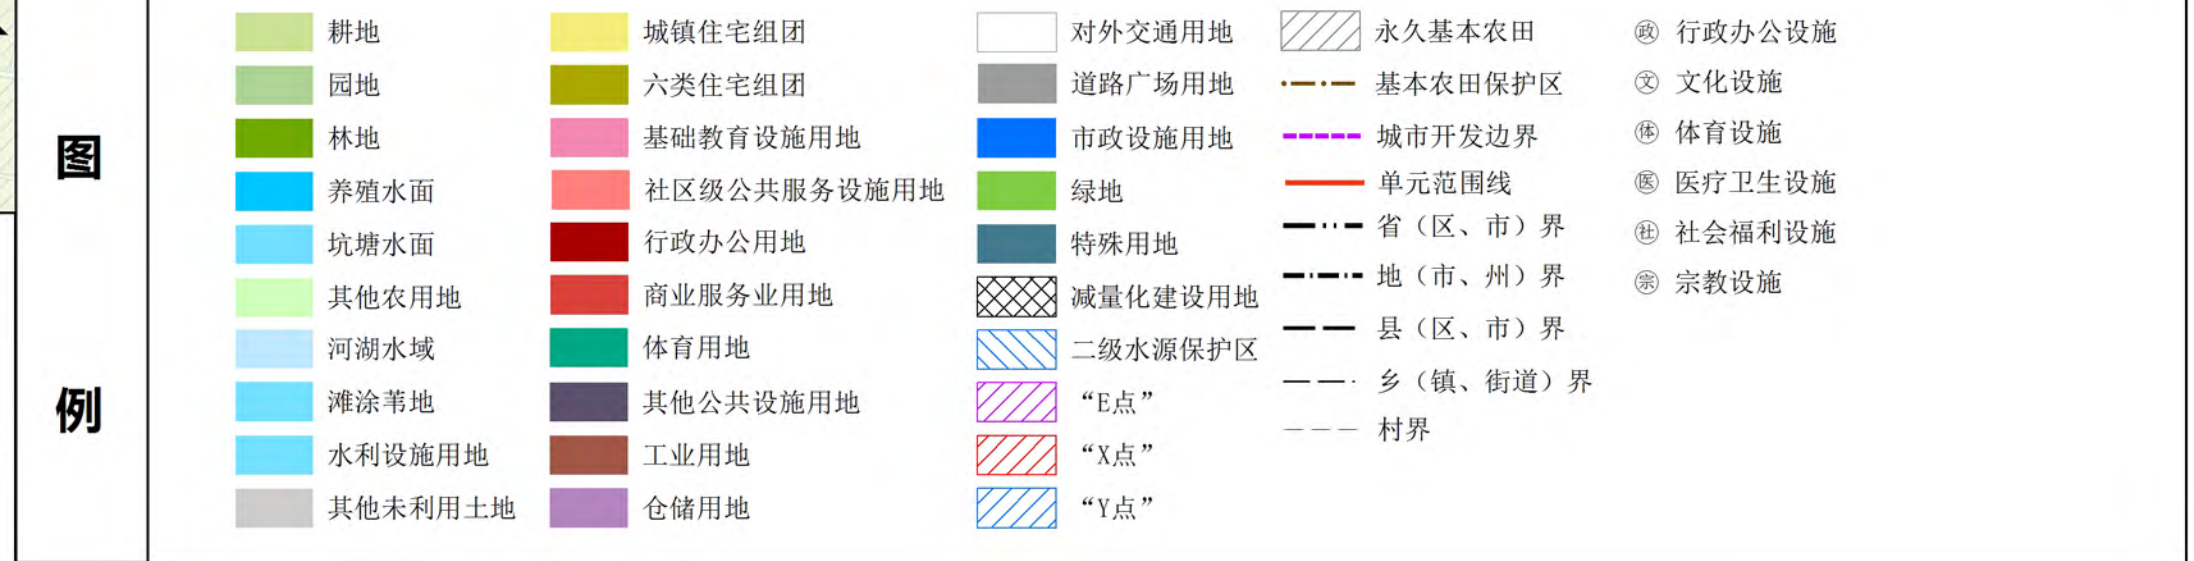 图例
耕地
园地
林地
养殖水面
坑塘水面
其他农用地
河湖水域
滩涂苇地
水利设施用地
其他未利用土地
城镇住宅组团
六类住宅组团
基础教育设施用地
社区级公共服务设施用地
行政办公用地
商业服务业用地
体育用地
其他公共设施用地
工业用地
仓储用地
对外交通用地
道路广场用地
市政设施用地
绿地
特殊用地
减量化建设用地
二级水源保护区
“E点”
“X点”
“Y点”
永久基本农田
基本农田保护区
城市开发边界
单元范围线
省（区、市）界
地（市、州）界
县（区、市）界
乡（镇、街道）界
村界
政 行政办公设施
文 文化设施
体 体育设施
医 医疗卫生设施
社 社会福利设施
宗 宗教设施